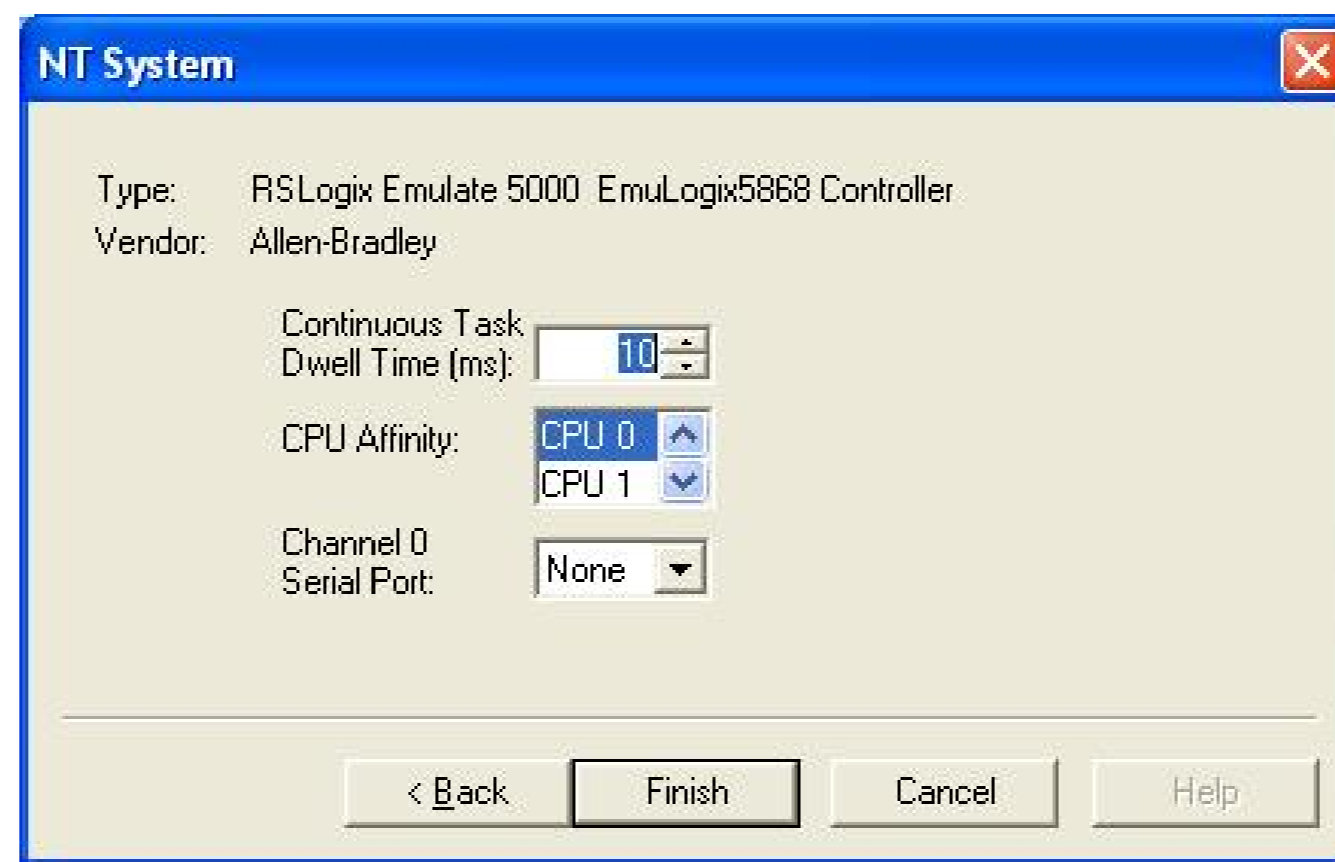 NT System
Type: RSLogix Emulate 5000 EmuLogix5868 Controller
Vendor: Allen-Bradley
Continuous Task
Dwell Time (ms): 10
CPU Affinity: CPU 0
CPU 1
Channel 0
Serial Port: None
< Back Finish Cancel Help